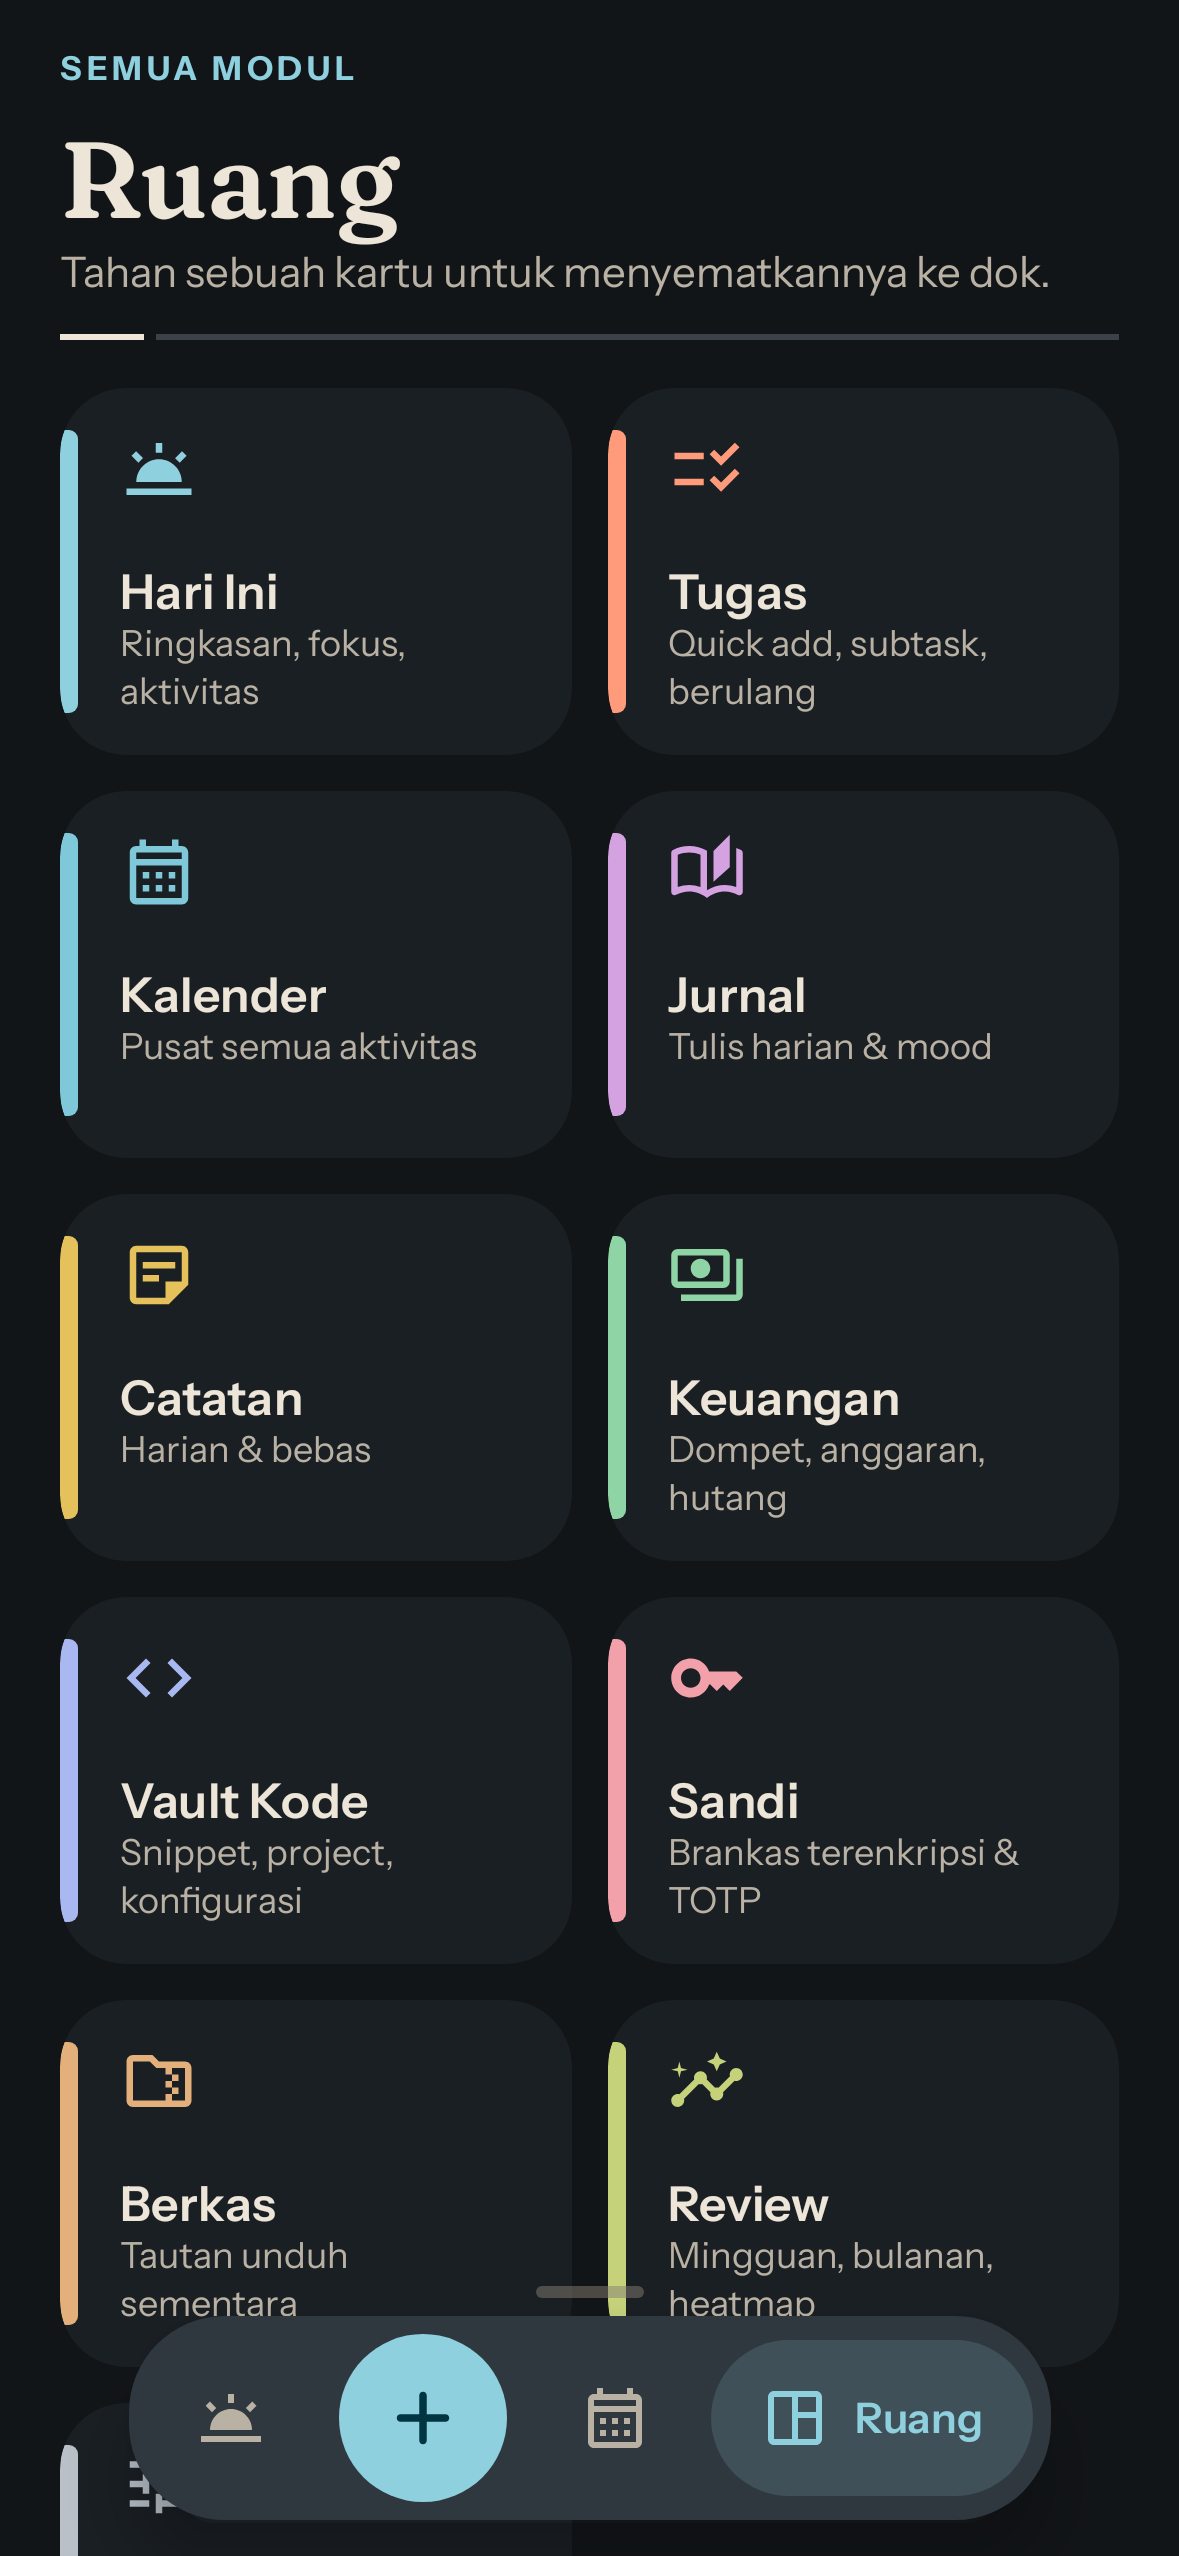 SEMUA MODUL
Ruang
Tahan sebuah kartu untuk menyematkannya ke dok.
Hari Ini
Ringkasan, fokus,
aktivitas
Tugas
Quick add, subtask,
berulang
Kalender
Pusat semua aktivitas
Jurnal
Tulis harian & mood
Catatan
Harian & bebas
Keuangan
Dompet, anggaran,
hutang
Vault Kode
Snippet, project,
konfigurasi
Sandi
Brankas terenkripsi &
TOTP
Berkas
Tautan unduh
sementara
Review
Mingguan, bulanan,
heatmap
Ruang